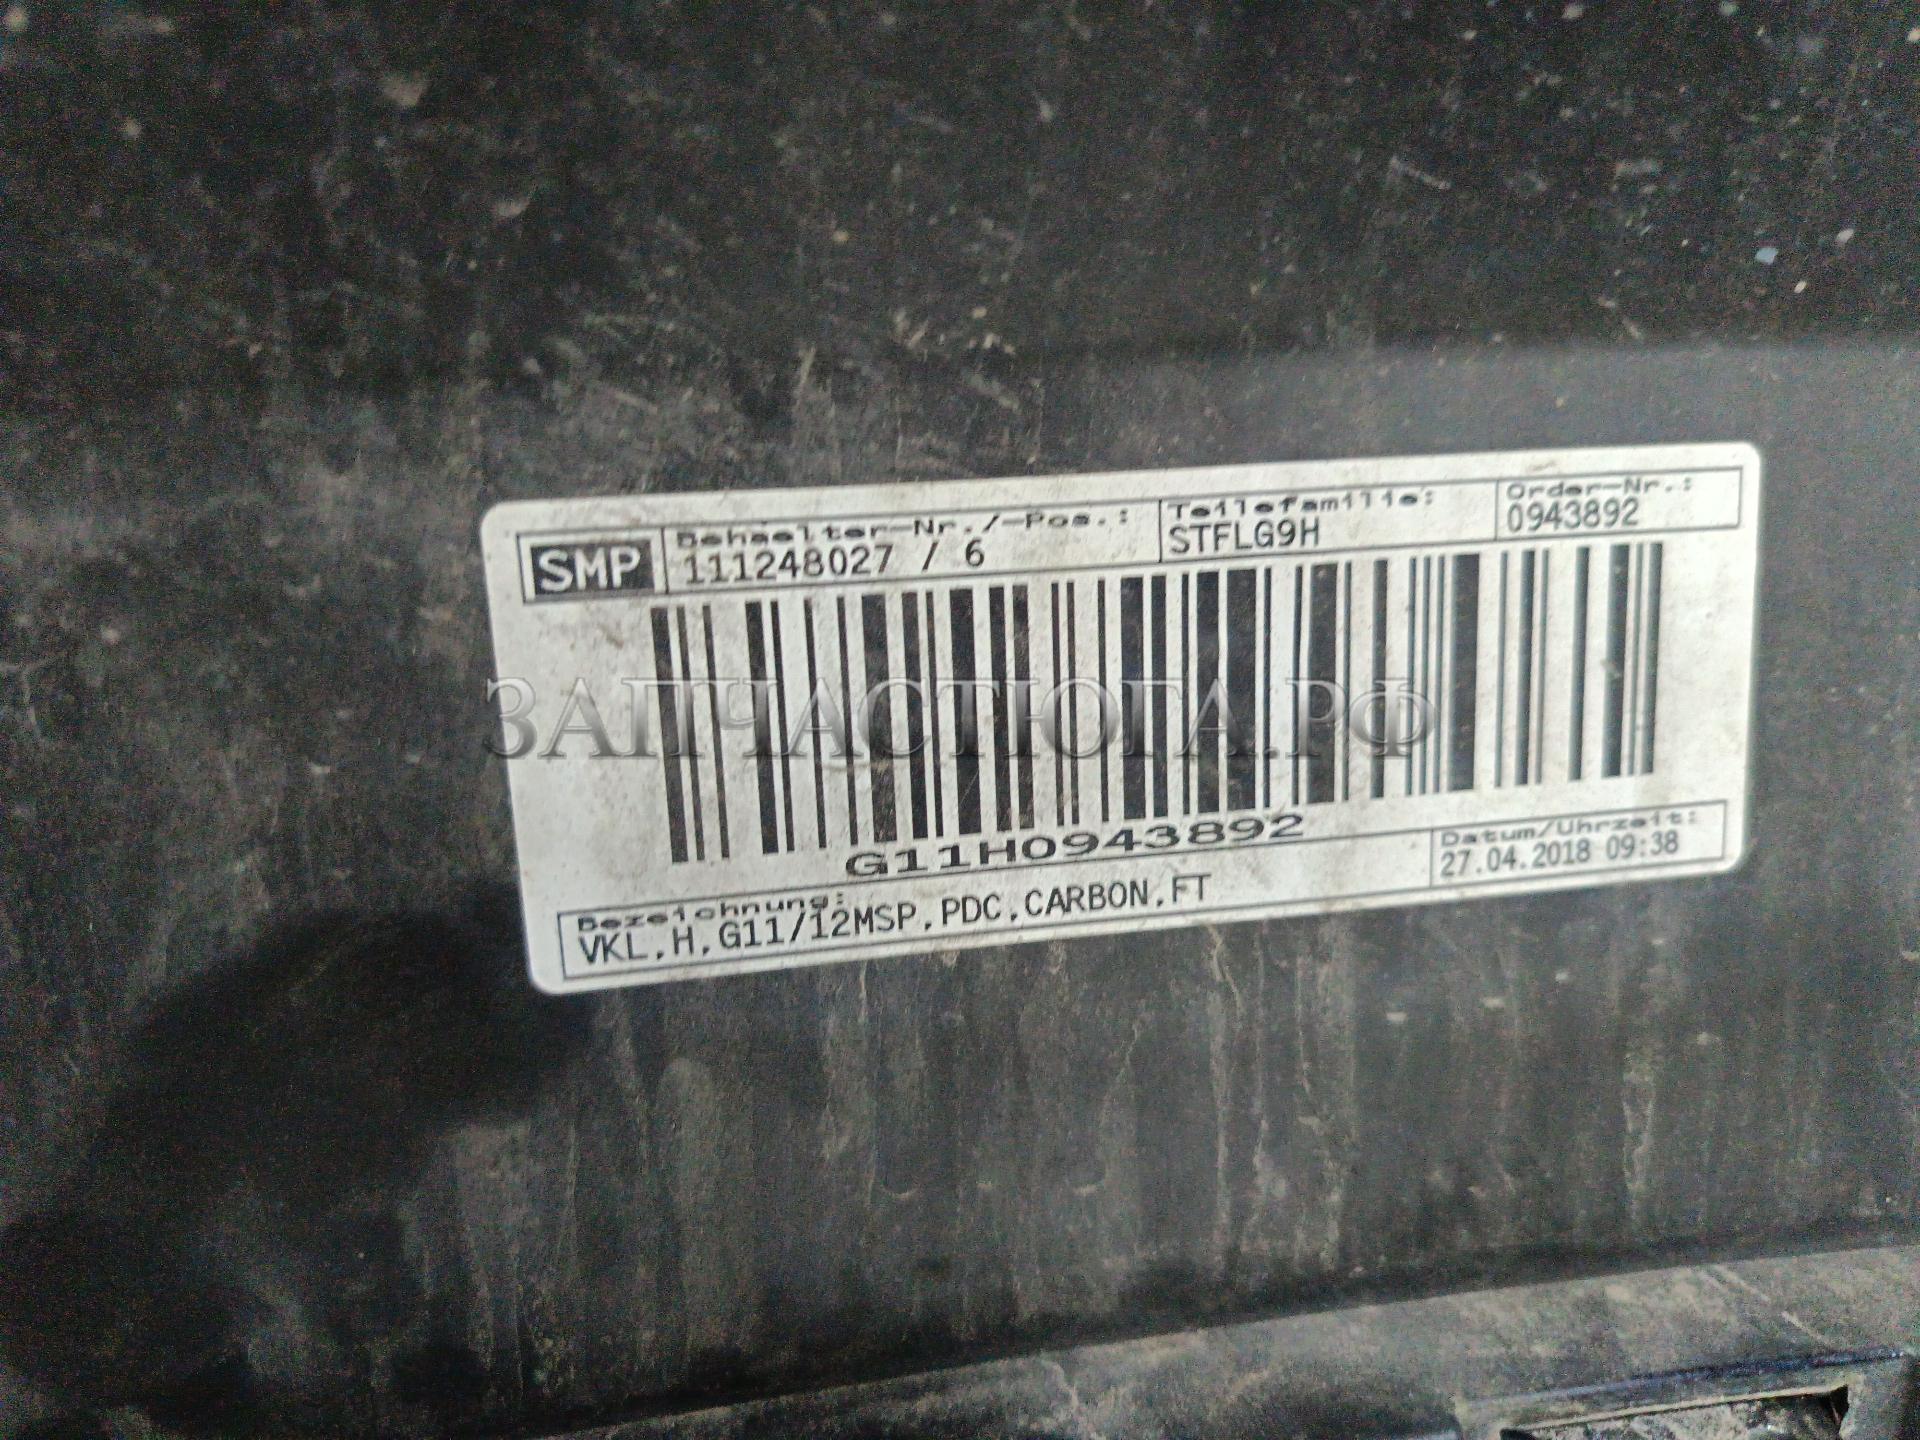 SMP
Behaelter-Nr./-Pos.:
111248027 / 6
Teilefamilie:
STFLG9H
Order-Nr.:
0943892
ЗАПЧАСТЮГА.РФ
G11H0943892
Bezeichnung:
VKL,H,G11/12MSP,PDC,CARBON,FT
Datum/Uhrzeit:
27.04.2018 09:38